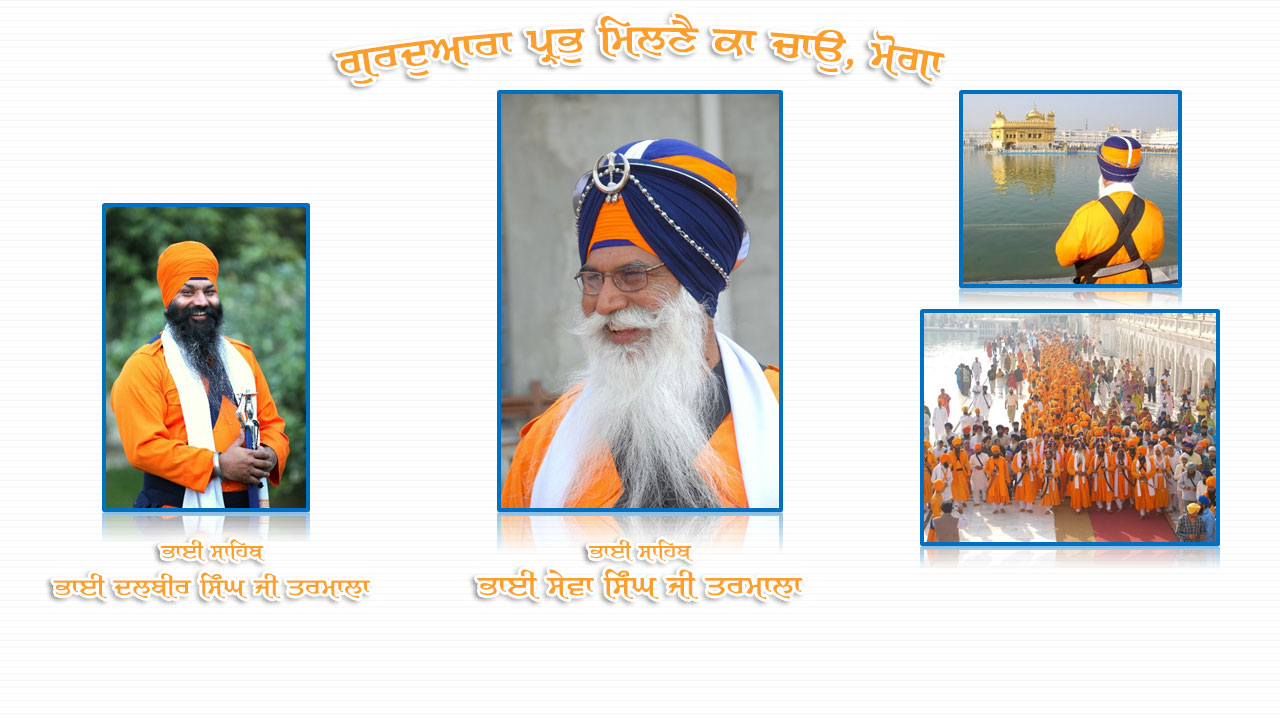 ਗੁਰਦੁਆਰਾ ਪ੍ਰਭੁ ਮਿਲਣੈ ਕਾ ਚਾਉ, ਮੋਗਾ
ਭਾਈ ਸਾਹਿਬ
ਭਾਈ ਦਲਬੀਰ ਸਿੰਘ ਜੀ ਤਰਮਾਲਾ
ਭਾਈ ਸਾਹਿਬ
ਭਾਈ ਸੇਵਾ ਸਿੰਘ ਜੀ ਤਰਮਾਲਾ